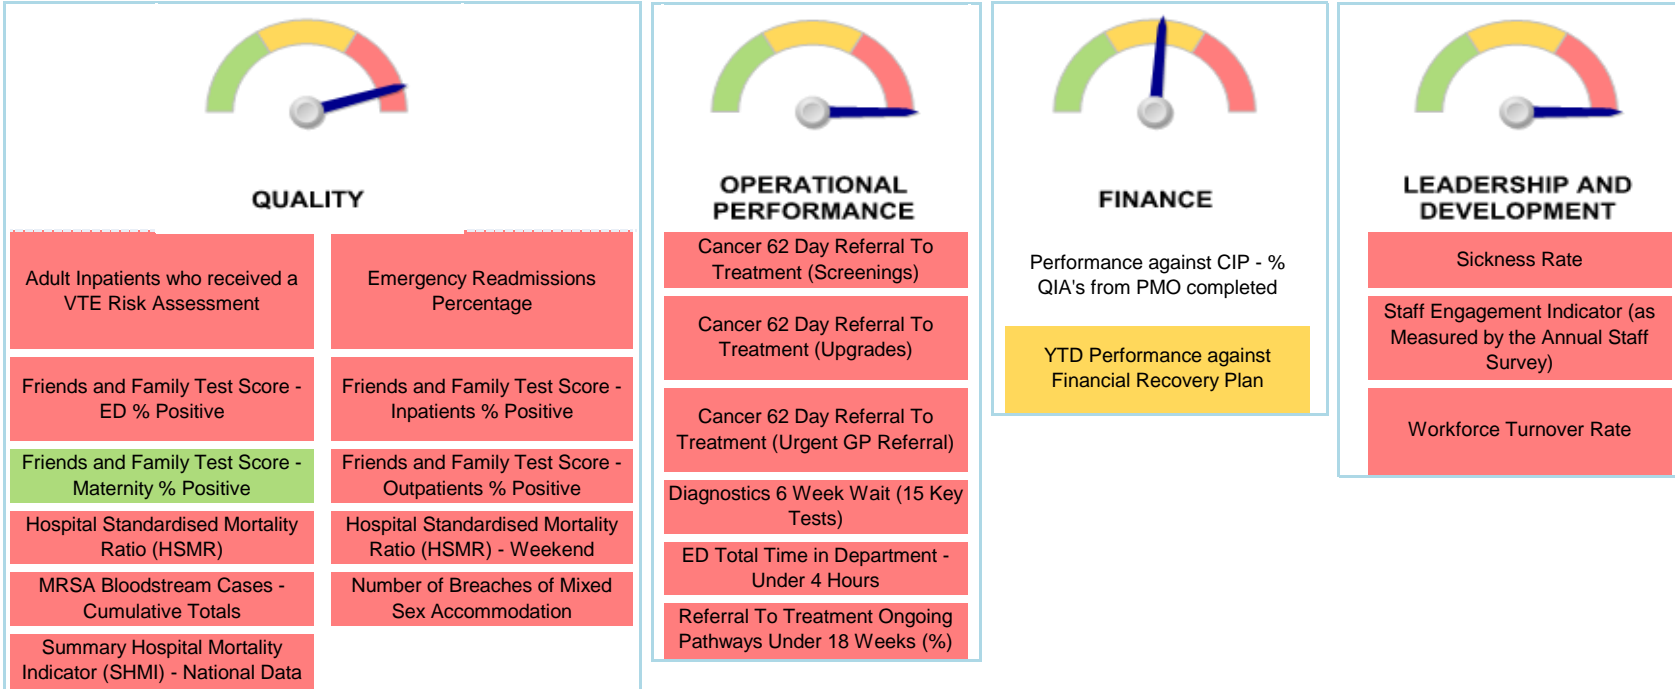 QUALITY
Adult Inpatients who received a
VTE Risk Assessment
Emergency Readmissions
Percentage
Friends and Family Test Score -
ED % Positive
Friends and Family Test Score -
Inpatients % Positive
Friends and Family Test Score -
Maternity % Positive
Friends and Family Test Score -
Outpatients % Positive
Hospital Standardised Mortality
Ratio (HSMR)
Hospital Standardised Mortality
Ratio (HSMR) - Weekend
MRSA Bloodstream Cases -
Cumulative Totals
Number of Breaches of Mixed
Sex Accommodation
Summary Hospital Mortality
Indicator (SHMI) - National Data
OPERATIONAL
PERFORMANCE
Cancer 62 Day Referral To
Treatment (Screenings)
Cancer 62 Day Referral To
Treatment (Upgrades)
Cancer 62 Day Referral To
Treatment (Urgent GP Referral)
Diagnostics 6 Week Wait (15 Key
Tests)
ED Total Time in Department -
Under 4 Hours
Referral To Treatment Ongoing
Pathways Under 18 Weeks (%)
FINANCE
Performance against CIP - %
QIA's from PMO completed
YTD Performance against
Financial Recovery Plan
LEADERSHIP AND
DEVELOPMENT
Sickness Rate
Staff Engagement Indicator (as
Measured by the Annual Staff
Survey)
Workforce Turnover Rate